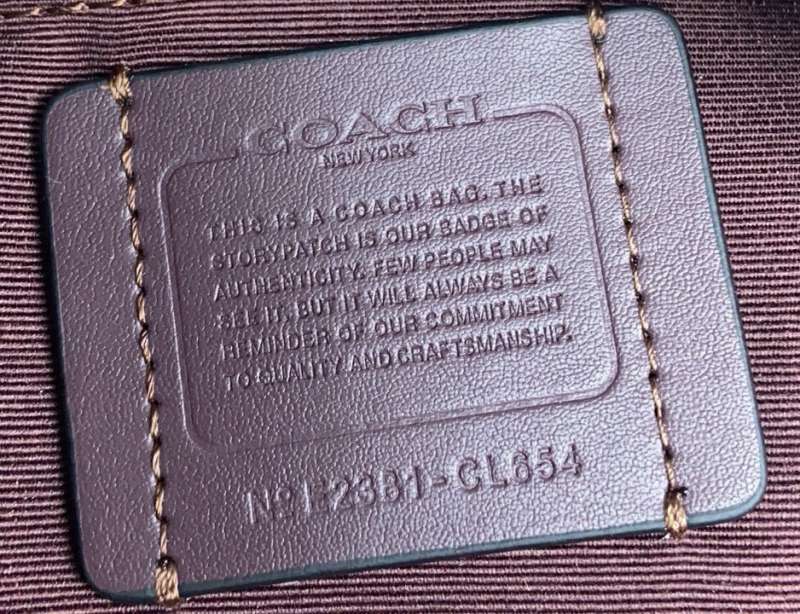 COACH
NEW YORK
THIS IS A COACH BAG. THE
STORYPATCH IS OUR BADGE OF
AUTHENTICITY. FEW PEOPLE MAY
SEE IT. BUT IT WILL ALWAYS BE A
REMINDER OF OUR COMMITMENT
TO QUALITY AND CRAFTSMANSHIP.
Nº E2381-CL654